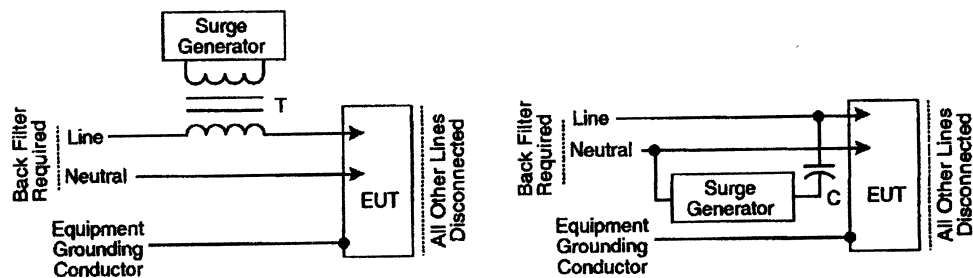 Surge
Generator
T
Back Filter
Required
Line
Neutral
Equipment
Grounding
Conductor
EUT
All Other Lines
Disconnected
Back Filter
Required
Line
Neutral
Surge
Generator
C
Equipment
Grounding
Conductor
EUT
All Other Lines
Disconnected